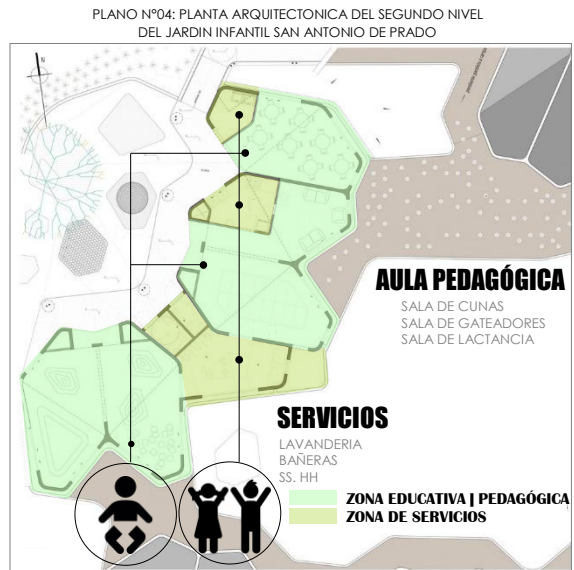 PLANO N°04: PLANTA ARQUITECTONICA DEL SEGUNDO NIVEL
DEL JARDIN INFANTIL SAN ANTONIO DE PRADO
N
AULA PEDAGÓGICA
SALA DE CUNAS
SALA DE GATEADORES
SALA DE LACTANCIA
SERVICIOS
LAVANDERIA
BAÑERAS
SS. HH
ZONA EDUCATIVA | PEDAGÓGICA
ZONA DE SERVICIOS